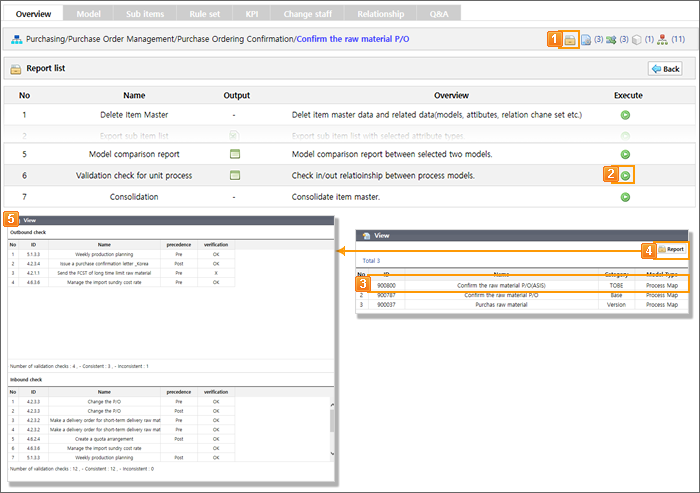 Overview Model Sub items Rule set KPI Change staff Relationship Q&A
Purchasing/Purchase Order Management/Purchase Ordering Confirmation/Confirm the raw material P/O 1 (3) (3) (1) (11)
Report list Back
No Name Output Overview Execute
1 Delete Item Master - Delet item master data and related data(models, attibutes, relation chane set etc.)
2 Export sub item list Export sub item list with selected attribute types
5 Model comparison report Model comparison report between selected two models.
6 Validation check for unit process Check in/out relatioinship between process models. 2
7 Consolidation - Consolidate item master.
5 View
Outbound check
No ID Name precedence verification
1 5.1.3.3 Weekly production planning Pre OK
2 4.2.3.4 issue a purchase confirmation letter _Korea Post OK
3 4.2.1.1 Send the FCST of long time limit raw material Pre X
4 4.6.3.6 Manage the import sundry cost rate Pre OK
Number of validation checks : 4 , - Consistent : 3 , - Inconsistent : 1
Inbound check
No ID Name precedence verification
1 4.2.3.3 Change the P/O Pre OK
2 4.2.3.3 Change the P/O Post OK
3 4.2.3.2 Make a delivery order for short-term delivery raw mat Pre OK
4 4.2.3.2 Make a delivery order for short-term delivery raw mat Pre OK
5 4.6.2.4 Create a quota arrangement Post OK
6 4.6.3.6 Manage the import sundry cost rate OK
7 5.1.3.3 Weekly production planning Post OK
Number of validation checks : 12 , - Concistent : 12 , - Inconsistent : 0
View
4 Report
Total 3
No ID Name Category Model Type
3 900800 Confirm the raw material P/O(ASIS) TOBE Process Map
2 900787 Confirm the raw material P/O Base Process Map
3 900037 Purchas raw material Version Process Map